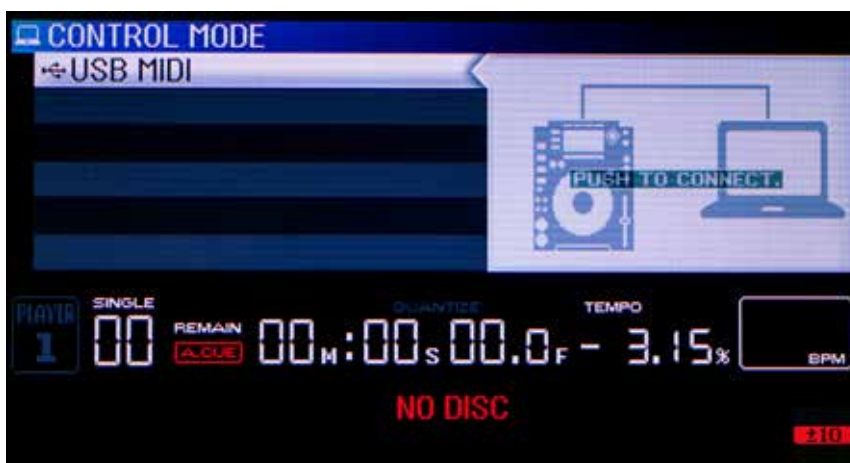 CONTROL MODE
USB MIDI
PUSH TO CONNECT.
PLAYER
1
SINGLE
00
REMAIN
A.CUE
00M:00S00.0F
QUANTIZE
TEMPO
- 3.15%
BPM
NO DISC
±10